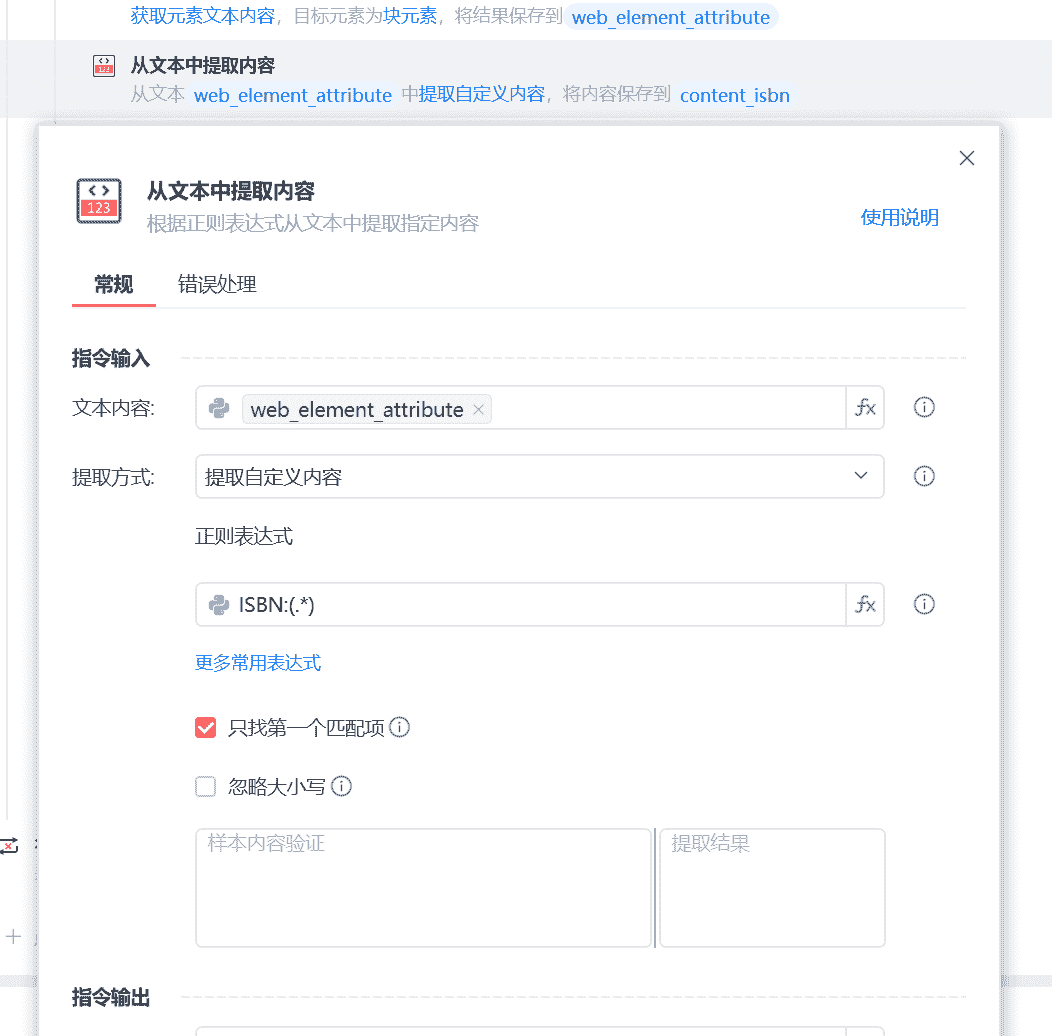 获取元素文本内容，目标元素为块元素，将结果保存到 web_element_attribute
从文本中提取内容
从文本 web_element_attribute 中提取自定义内容，将内容保存到 content_isbn
从文本中提取内容
根据正则表达式从文本中提取指定内容
使用说明
常规 错误处理
指令输入
文本内容: web_element_attribute fx
提取方式: 提取自定义内容
正则表达式
ISBN:(.*) fx
更多常用表达式
只找第一个匹配项
忽略大小写
样本内容验证 提取结果
指令输出